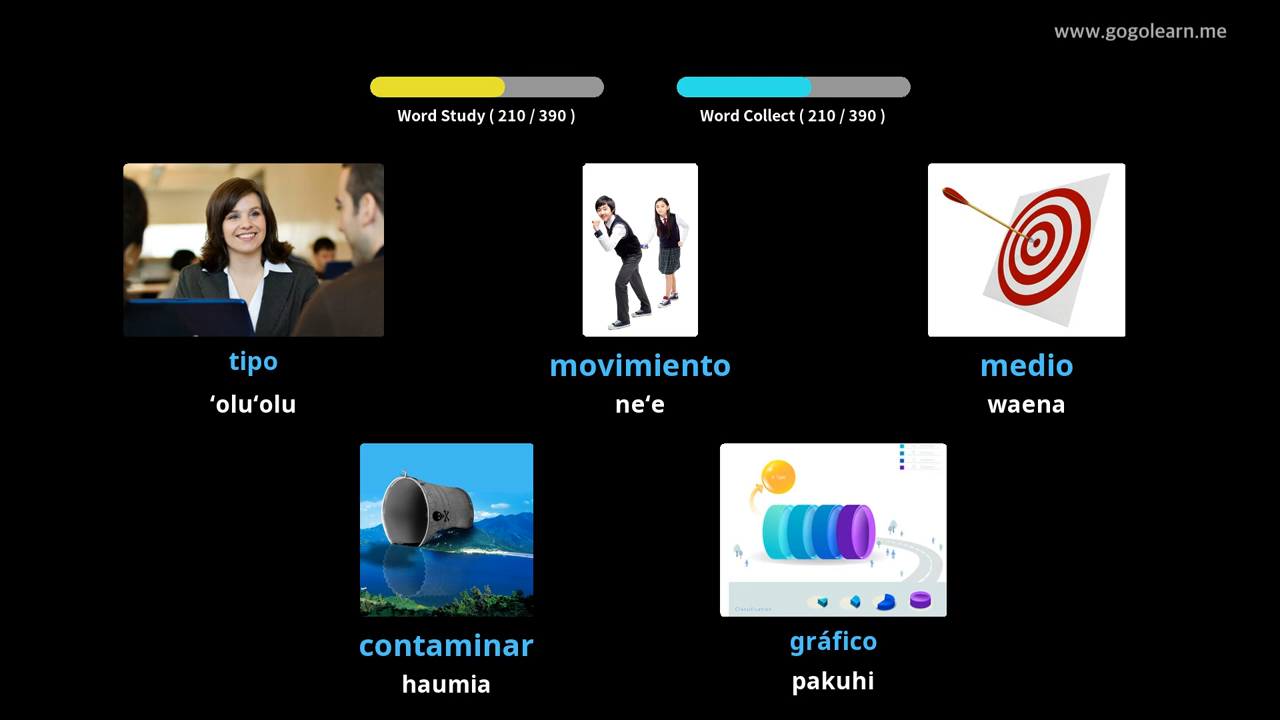 www.gogolearn.me
Word Study ( 210 / 390 )
Word Collect ( 210 / 390 )
tipo
movimiento
medio
ʻoluʻolu
neʻe
waena
Classification
contaminar
gráfico
haumia
pakuhi